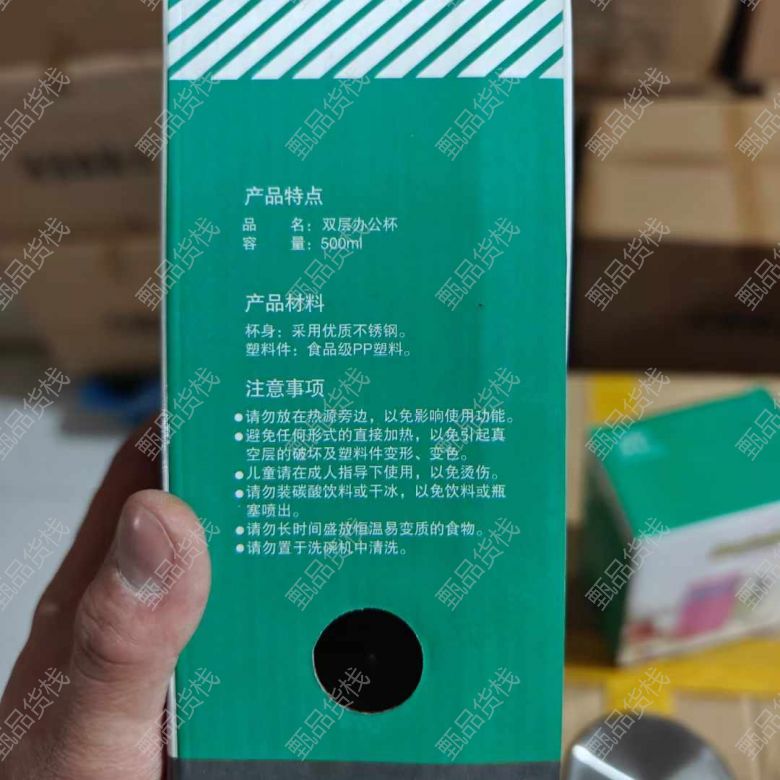 产品特点
品 名：双层办公杯
容 量：500ml
产品材料
杯身：采用优质不锈钢。
塑料件：食品级PP塑料。
注意事项
●请勿放在热源旁边，以免影响使用功能。
●避免任何形式的直接加热，以免引起真
空层的破坏及塑料件变形、变色。
●儿童请在成人指导下使用，以免烫伤。
●请勿装碳酸饮料或干冰，以免饮料或瓶
塞喷出。
●请勿长时间盛放恒温易变质的食物。
●请勿置于洗碗机中清洗。
甄品货栈